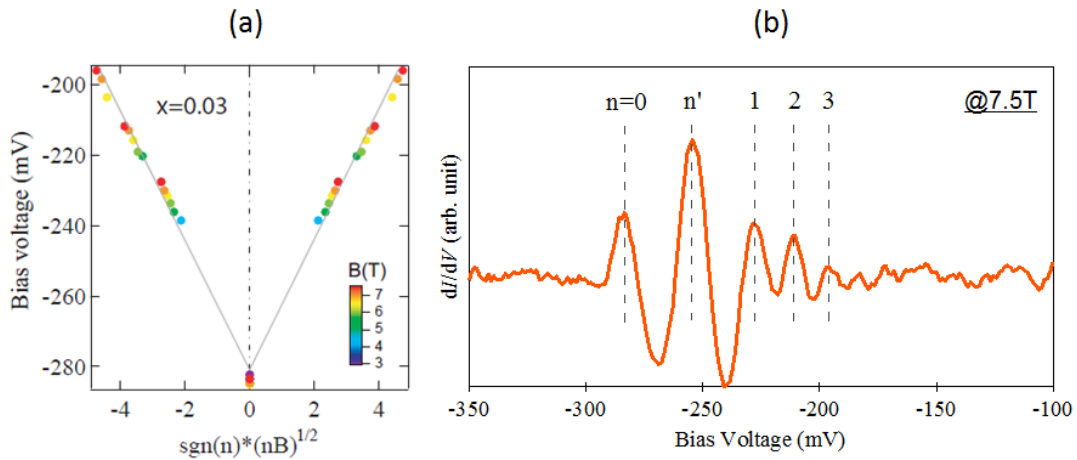 (a)
(b)
x=0.03
Bias voltage (mV)
-200
-220
-240
-260
-280
B(T)
7
6
5
4
3
-4 -2 0 2 4
sgn(n)*(nB)^{1/2}
n=0 n' 1 2 3
@7.5T
dI/dV (arb. unit)
-350 -300 -250 -200 -150 -100
Bias Voltage (mV)